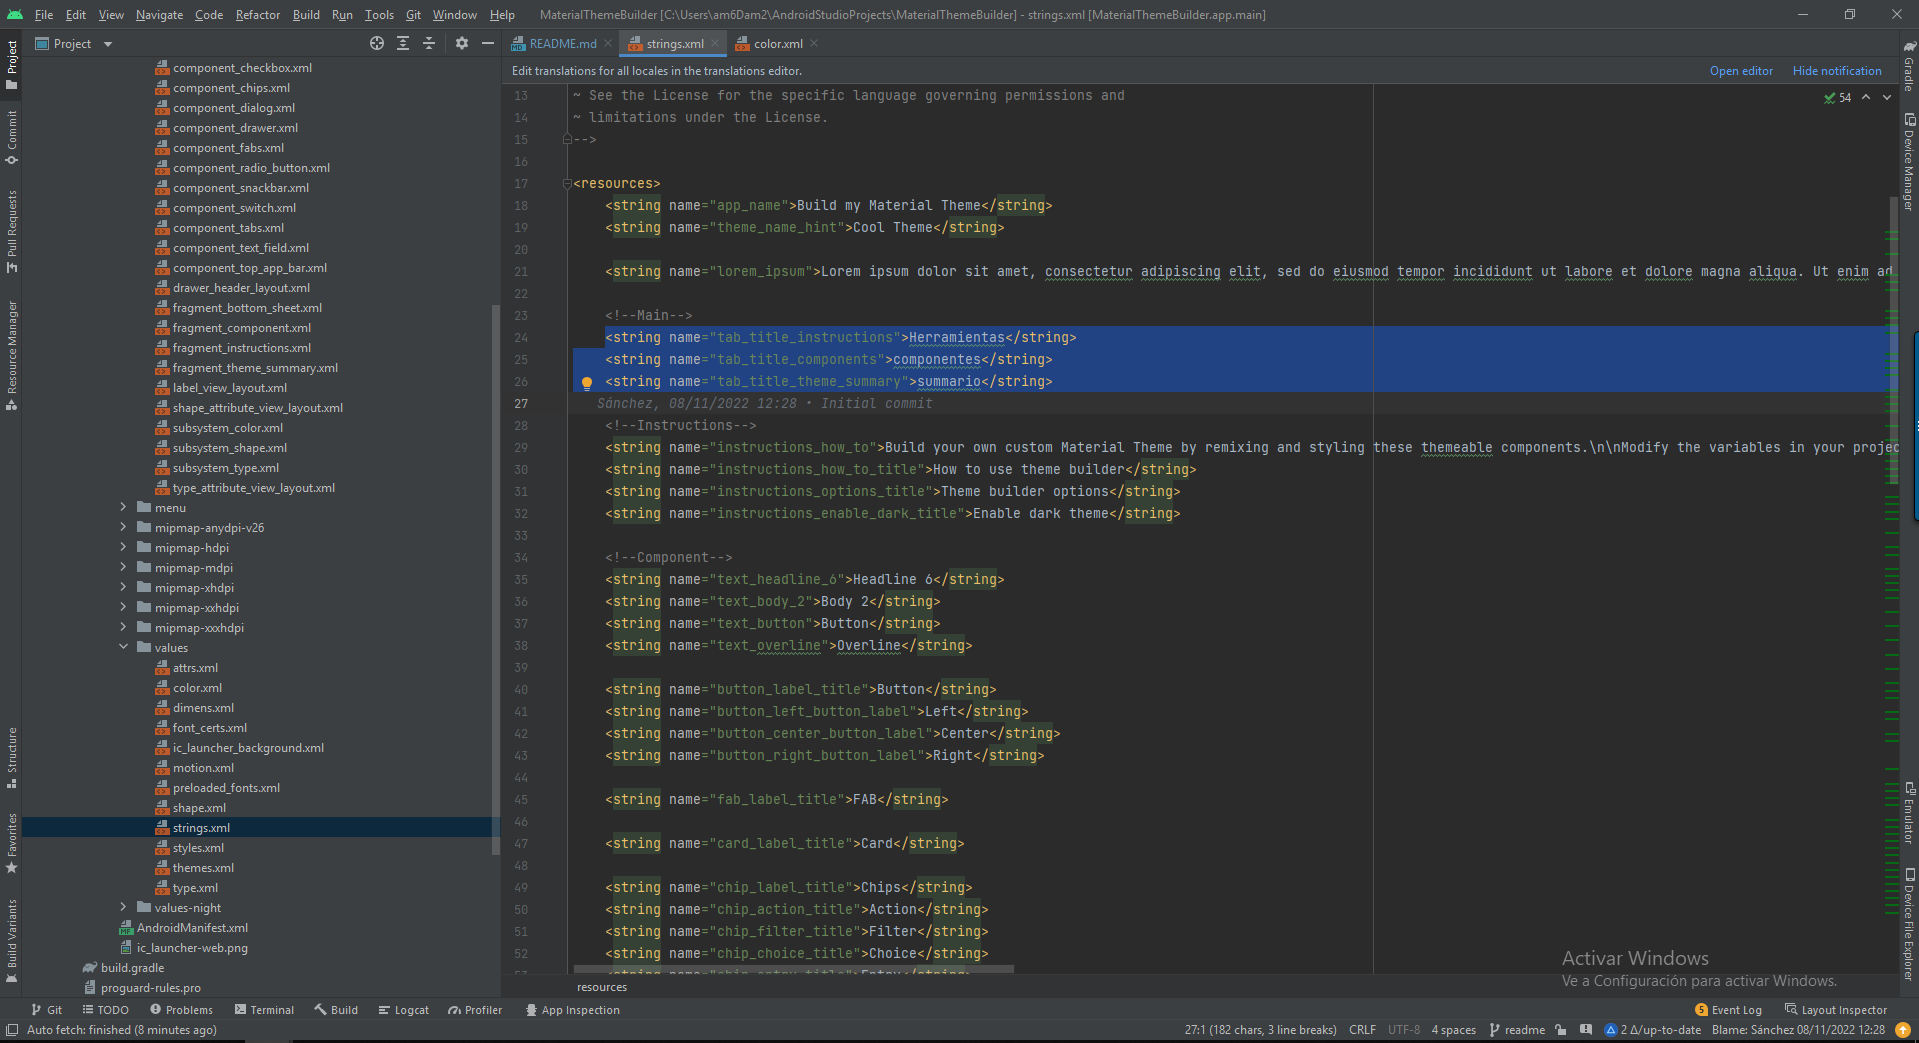 File Edit View Navigate Code Refactor Build Run Tools Git Window Help MaterialThemeBuilder [C:\Users\am6Dam2\AndroidStudioProjects\MaterialThemeBuilder] - strings.xml [MaterialThemeBuilder.app.main]
Project
README.md strings.xml color.xml
Edit translations for all locales in the translations editor. Open editor Hide notification
Project
Commit
Pull Requests
Resource Manager
Structure
Favorites
Build Variants
component_checkbox.xml
component_chips.xml
component_dialog.xml
component_drawer.xml
component_fabs.xml
component_radio_button.xml
component_snackbar.xml
component_switch.xml
component_tabs.xml
component_text_field.xml
component_top_app_bar.xml
drawer_header_layout.xml
fragment_bottom_sheet.xml
fragment_component.xml
fragment_instructions.xml
fragment_theme_summary.xml
label_view_layout.xml
shape_attribute_view_layout.xml
subsystem_color.xml
subsystem_shape.xml
subsystem_type.xml
type_attribute_view_layout.xml
menu
mipmap-anydpi-v26
mipmap-hdpi
mipmap-mdpi
mipmap-xhdpi
mipmap-xxhdpi
mipmap-xxxhdpi
values
attrs.xml
color.xml
dimens.xml
font_certs.xml
ic_launcher_background.xml
motion.xml
preloaded_fonts.xml
shape.xml
strings.xml
styles.xml
themes.xml
type.xml
values-night
AndroidManifest.xml
ic_launcher-web.png
build.gradle
proguard-rules.pro
54
13 ~ See the License for the specific language governing permissions and
14 ~ limitations under the License.
15 -->
16
17 <resources>
18 <string name="app_name">Build my Material Theme</string>
19 <string name="theme_name_hint">Cool Theme</string>
20
21 <string name="lorem_ipsum">Lorem ipsum dolor sit amet, consectetur adipiscing elit, sed do eiusmod tempor incididunt ut labore et dolore magna aliqua. Ut enim ad
22
23 <!--Main-->
24 <string name="tab_title_instructions">Herramientas</string>
25 <string name="tab_title_components">componentes</string>
26 <string name="tab_title_theme_summary">summario</string>
27 Sánchez, 08/11/2022 12:28 • Initial commit
28 <!--Instructions-->
29 <string name="instructions_how_to">Build your own custom Material Theme by remixing and styling these themeable components.\n\nModify the variables in your projec
30 <string name="instructions_how_to_title">How to use theme builder</string>
31 <string name="instructions_options_title">Theme builder options</string>
32 <string name="instructions_enable_dark_title">Enable dark theme</string>
33
34 <!--Component-->
35 <string name="text_headline_6">Headline 6</string>
36 <string name="text_body_2">Body 2</string>
37 <string name="text_button">Button</string>
38 <string name="text_overline">Overline</string>
39
40 <string name="button_label_title">Button</string>
41 <string name="button_left_button_label">Left</string>
42 <string name="button_center_button_label">Center</string>
43 <string name="button_right_button_label">Right</string>
44
45 <string name="fab_label_title">FAB</string>
46
47 <string name="card_label_title">Card</string>
48
49 <string name="chip_label_title">Chips</string>
50 <string name="chip_action_title">Action</string>
51 <string name="chip_filter_title">Filter</string>
52 <string name="chip_choice_title">Choice</string>
resources
Gradle
Device Manager
Emulator
Device File Explorer
Activar Windows
Ve a Configuración para activar Windows.
Git TODO Problems Terminal Build Logcat Profiler App Inspection 5 Event Log Layout Inspector
Auto fetch: finished (8 minutes ago) 27:1 (182 chars, 3 line breaks) CRLF UTF-8 4 spaces readme 2 Δ/up-to-date Blame: Sánchez 08/11/2022 12:28